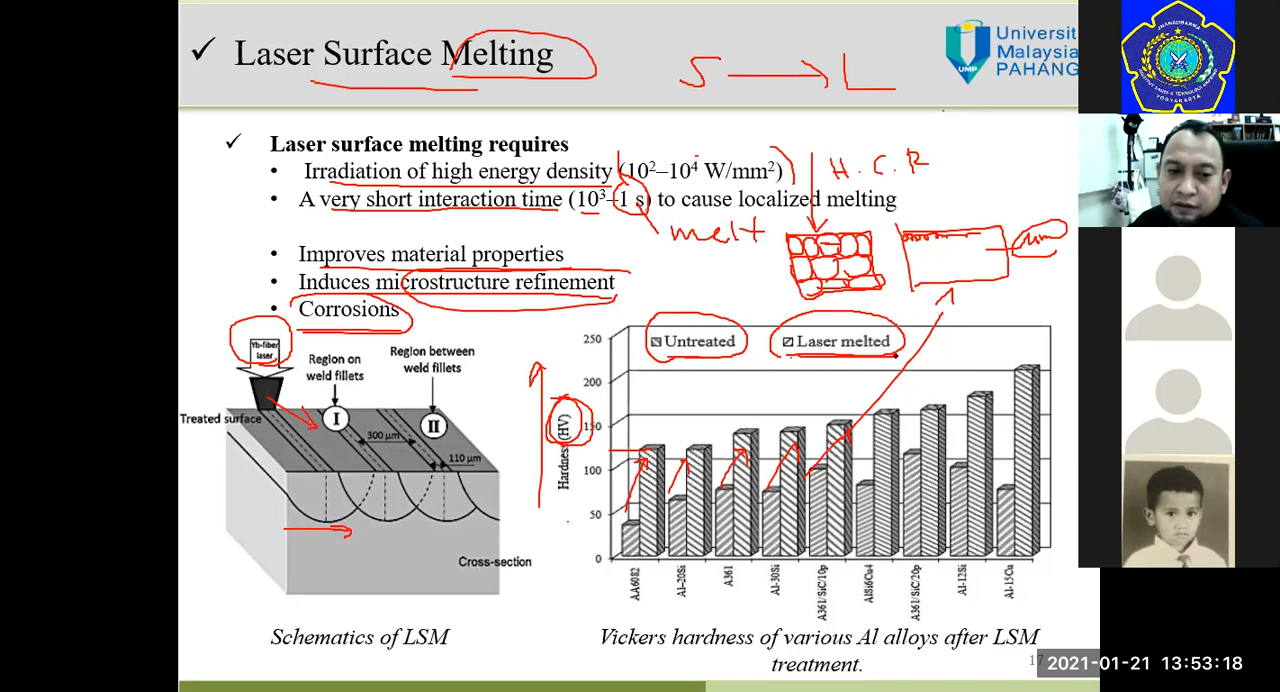 ✓ Laser Surface Melting
S → L
Universiti
Malaysia
PAHANG
UMP
✓ Laser surface melting requires
• Irradiation of high energy density (10²–10⁴ W/mm²)
• A very short interaction time (10³–1 s) to cause localized melting
• Improves material properties
• Induces microstructure refinement
• Corrosions
H.C.R
melt
Yb-fiber
laser
Region on
weld fillets
Region between
weld fillets
Treated surface
I
II
300 µm
110 µm
Cross-section
Schematics of LSM
Untreated
Laser melted
Hardness (HV)
250
200
150
100
50
0
AA6082
Al-20Si
A361
Al-30Si
A361/SiC/10p
AlSi6Cu4
A361/SiC/20p
Al-12Si
Al-15Cu
Vickers hardness of various Al alloys after LSM
treatment.
17
2021-01-21 13:53:18
YOGYAKARTA